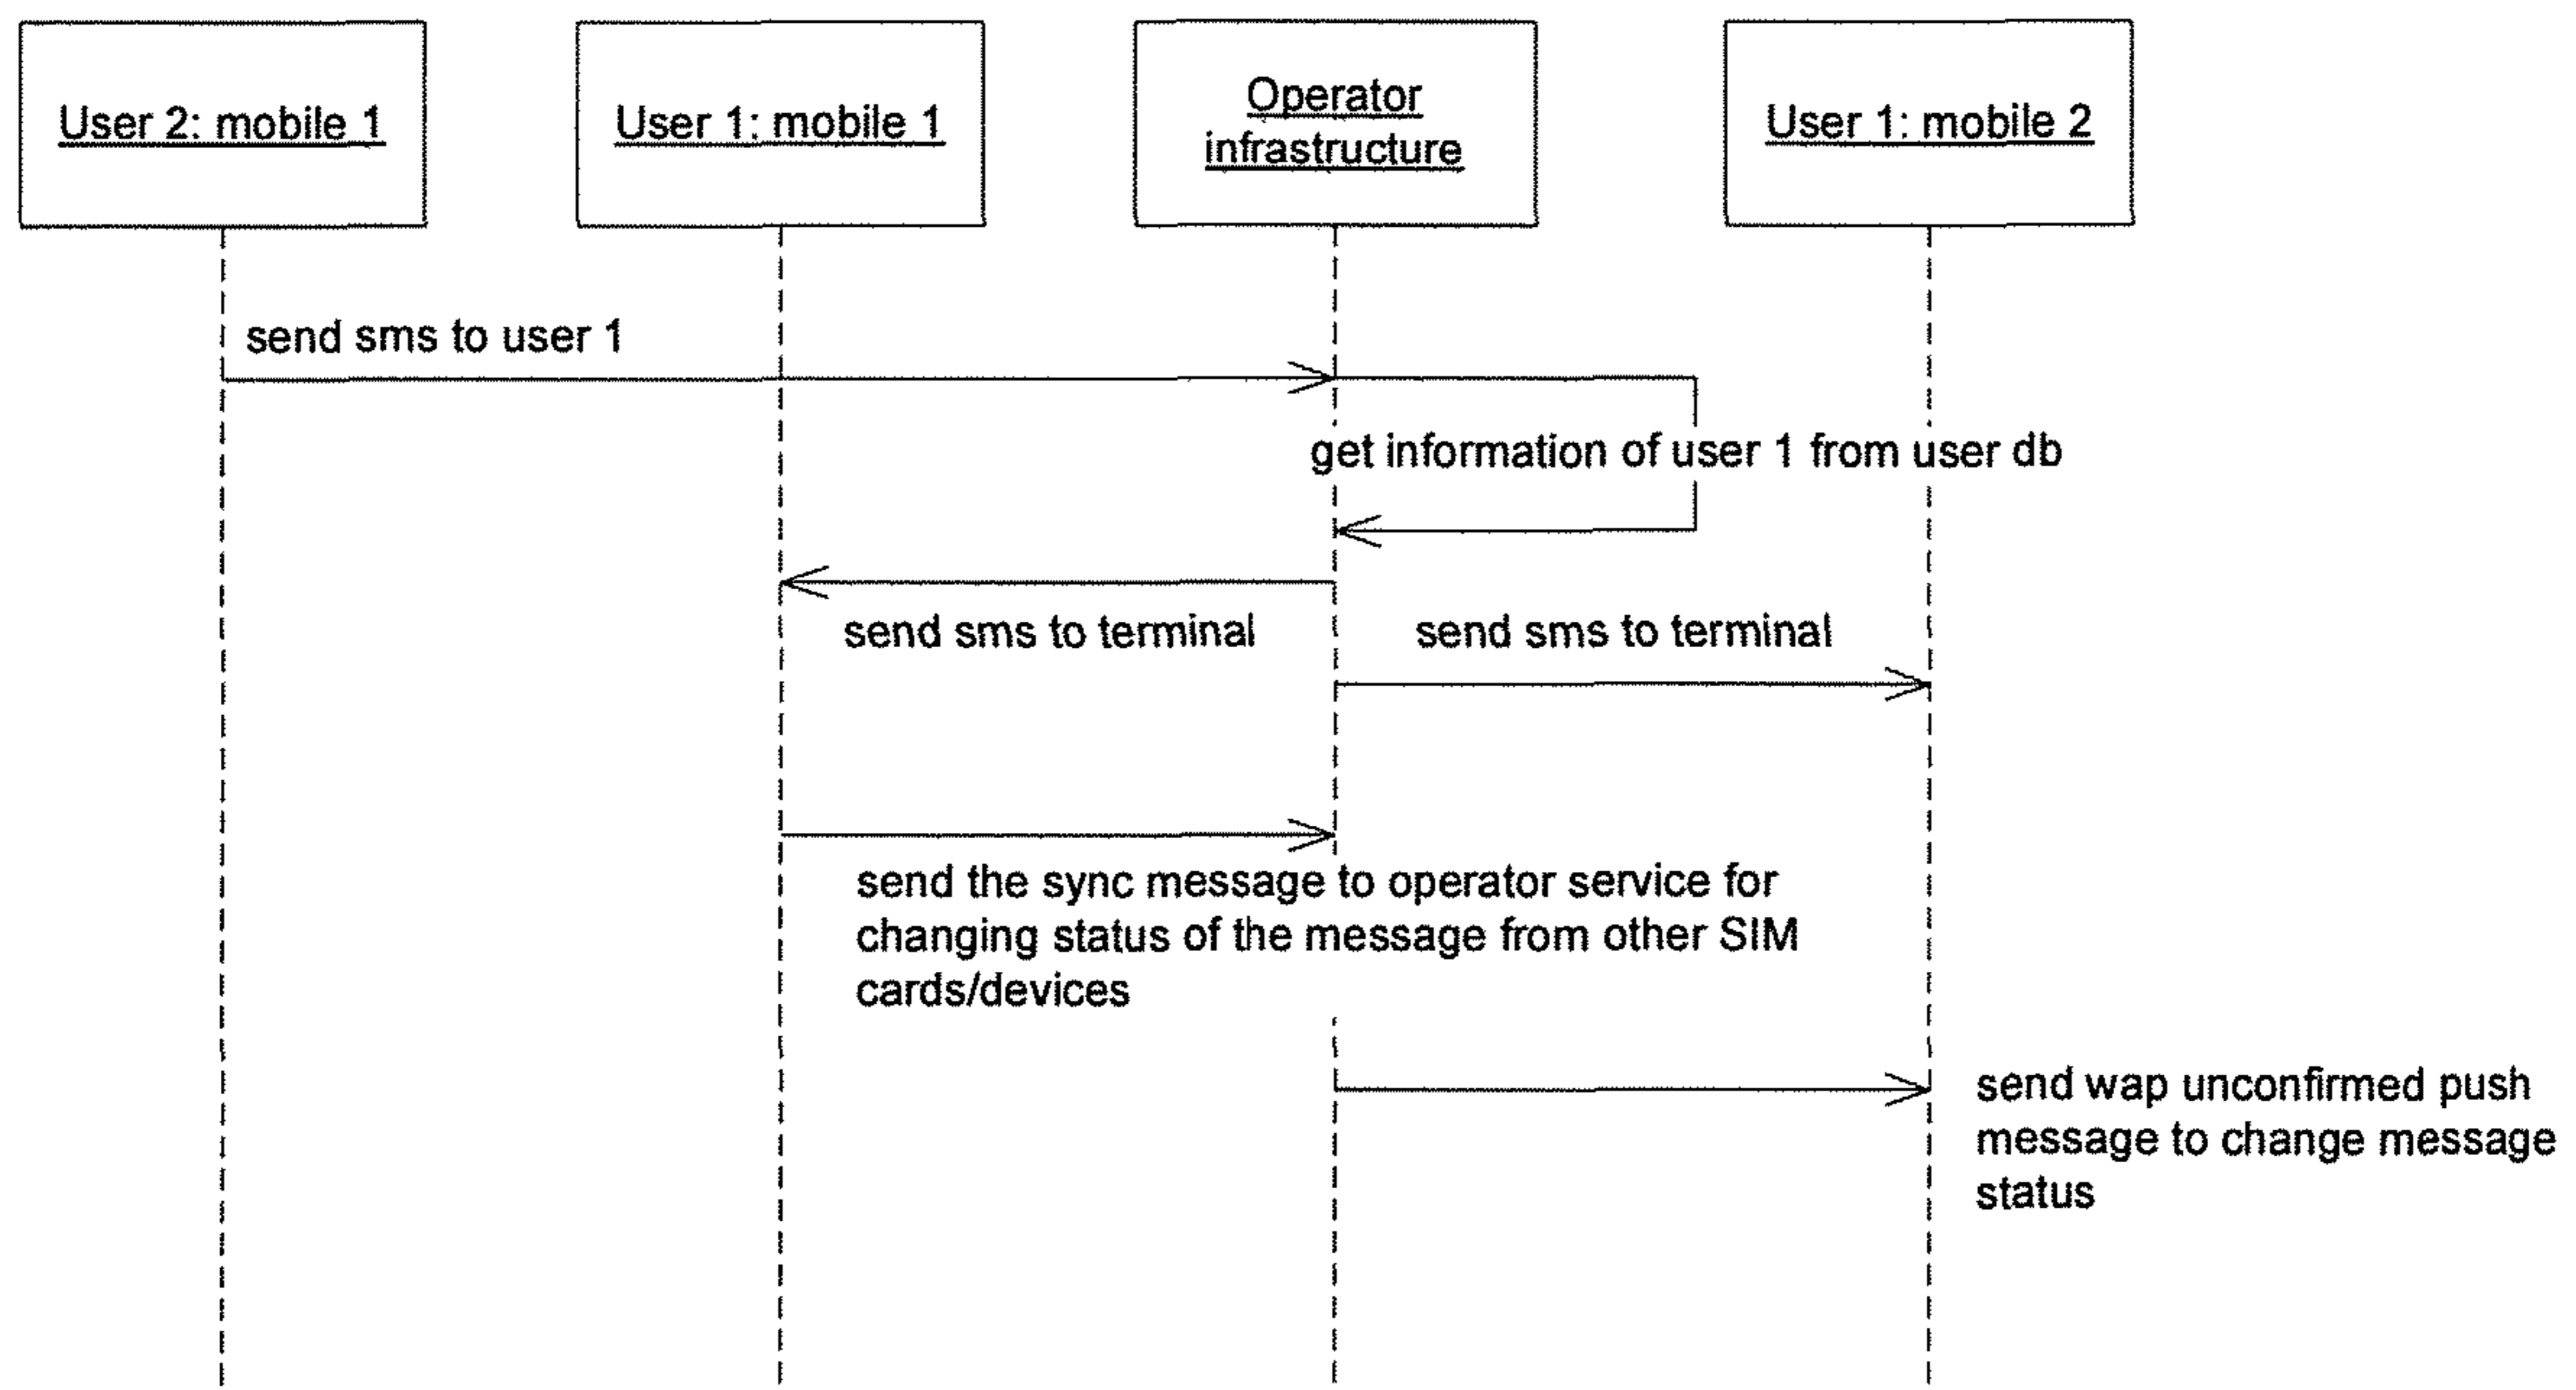 User 2: mobile 1
User 1: mobile 1
Operator
infrastructure
User 1: mobile 2
send sms to user 1
get information of user 1 from user db
send sms to terminal
send sms to terminal
send the sync message to operator service for
changing status of the message from other SIM
cards/devices
send wap unconfirmed push
message to change message
status